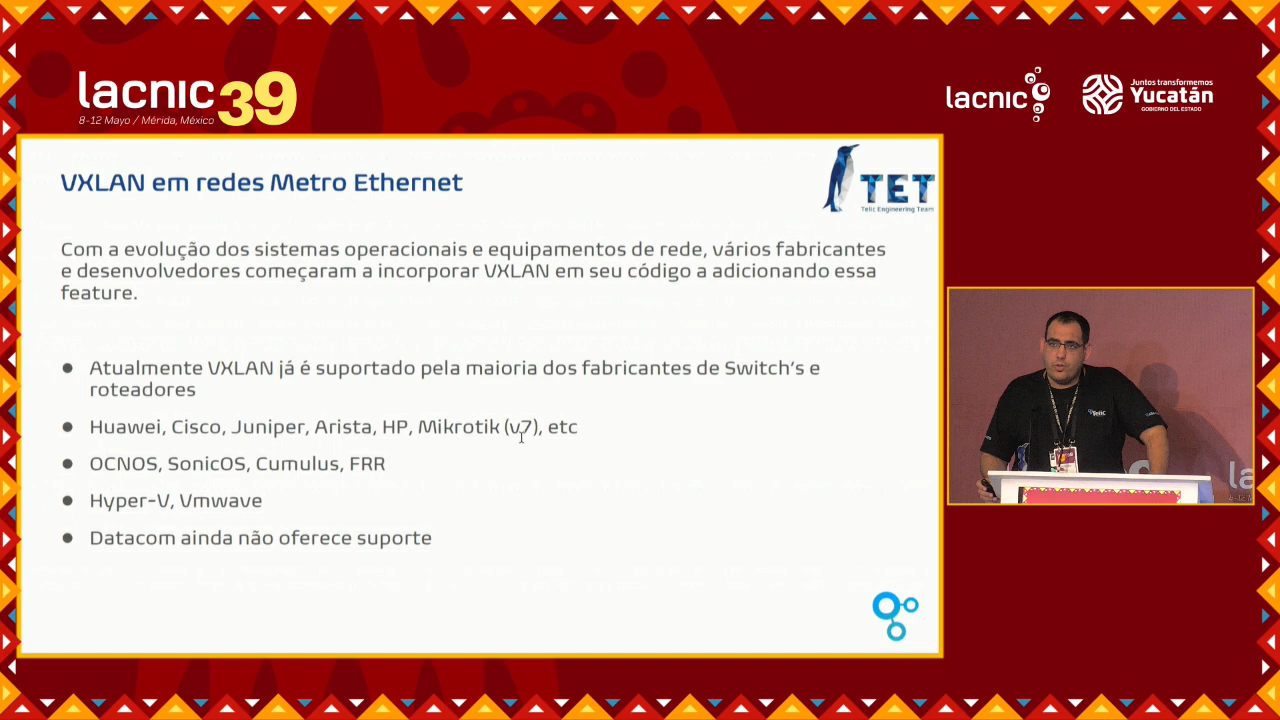 lacnic 39
8-12 Mayo / Mérida, México
lacnic
Juntos transformemos
Yucatán
GOBIERNO DEL ESTADO
VXLAN em redes Metro Ethernet
TET
Telic Engineering Team
Com a evolução dos sistemas operacionais e equipamentos de rede, vários fabricantes
e desenvolvedores começaram a incorporar VXLAN em seu código a adicionando essa
feature.
● Atualmente VXLAN já é suportado pela maioria dos fabricantes de Switch's e
roteadores
● Huawei, Cisco, Juniper, Arista, HP, Mikrotik (v7), etc
● OCNOS, SonicOS, Cumulus, FRR
● Hyper-V, Vmwave
● Datacom ainda não oferece suporte
Telic